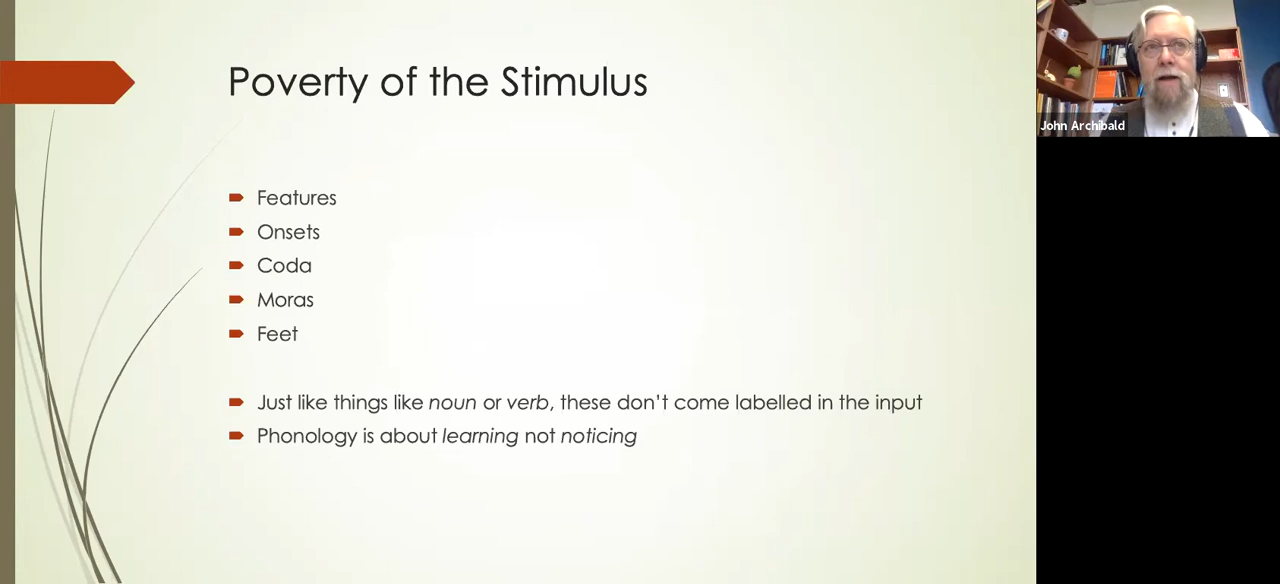 Poverty of the Stimulus
Features
Onsets
Coda
Moras
Feet
Just like things like noun or verb, these don't come labelled in the input
Phonology is about learning not noticing
John Archibald